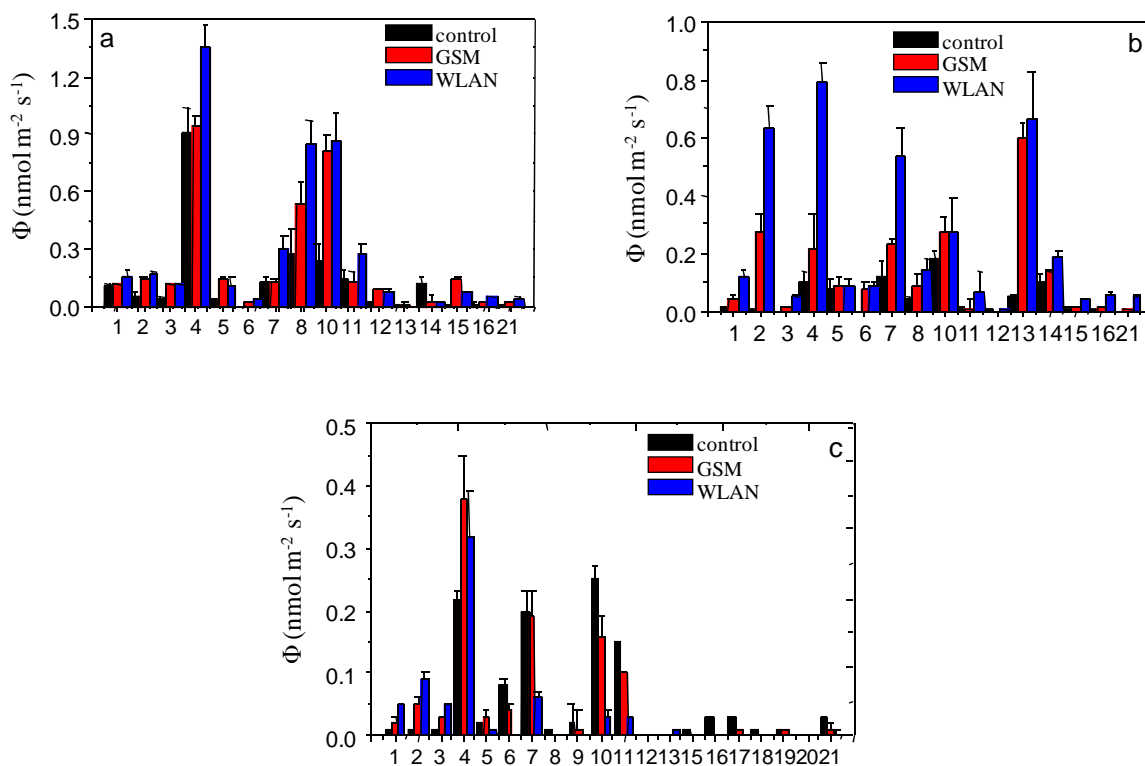 a
1.5
1.2
0.9
0.6
0.3
0.0
Φ (nmol m⁻² s⁻¹)
control
GSM
WLAN
1 2 3 4 5 6 7 8 10 11 12 13 14 15 16 21
b
1.0
0.8
0.6
0.4
0.2
0.0
Φ (nmol m⁻² s⁻¹)
control
GSM
WLAN
1 2 3 4 5 6 7 8 10 11 12 13 14 15 16 21
c
0.5
0.4
0.3
0.2
0.1
0.0
Φ (nmol m⁻² s⁻¹)
control
GSM
WLAN
1 2 3 4 5 6 7 8 9 10 11 12 13 15 16 17 18 19 20 21